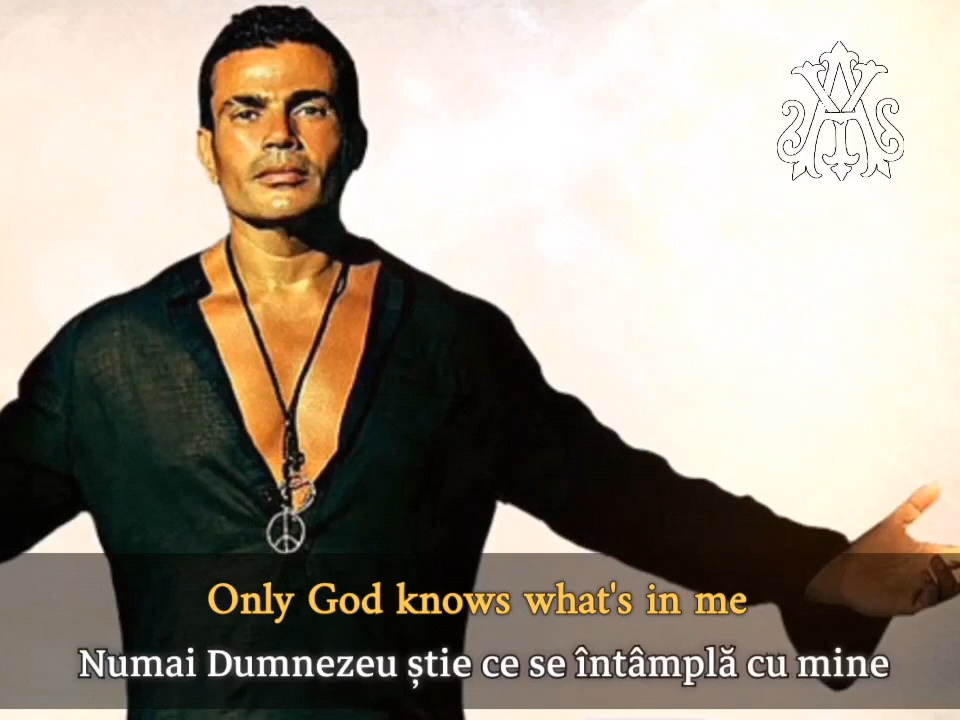 Only God knows what's in me
Numai Dumnezeu știe ce se întâmplă cu mine